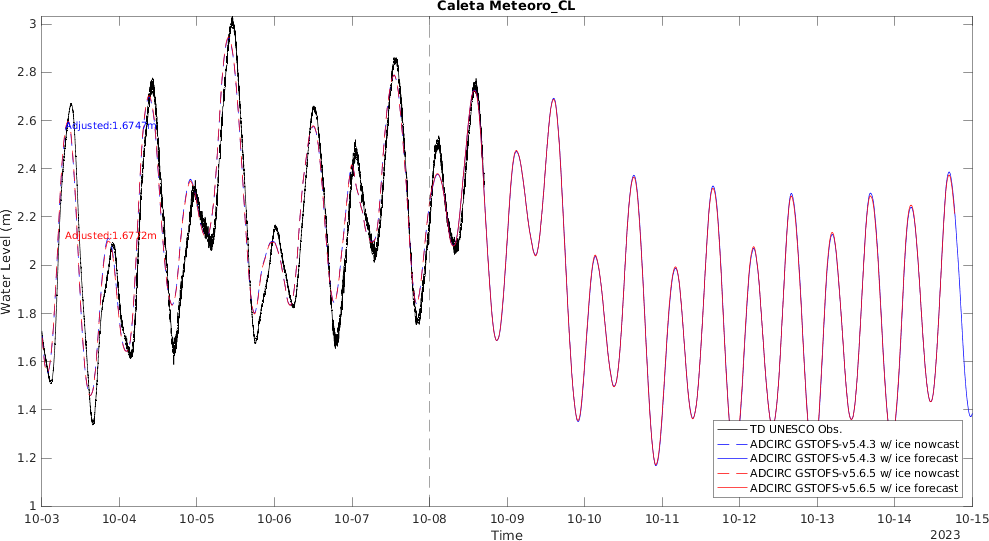 Caleta Meteoro_CL
3
2.8
2.6
2.4
2.2
2
1.8
1.6
1.4
1.2
1
Water Level (m)
Adjusted:1.6747m
Adjusted:1.6772m
TD UNESCO Obs.
ADCIRC GSTOFS-v5.4.3 w/ ice nowcast
ADCIRC GSTOFS-v5.4.3 w/ ice forecast
ADCIRC GSTOFS-v5.6.5 w/ ice nowcast
ADCIRC GSTOFS-v5.6.5 w/ ice forecast
10-03 10-04 10-05 10-06 10-07 10-08 10-09 10-10 10-11 10-12 10-13 10-14 10-15
Time
2023